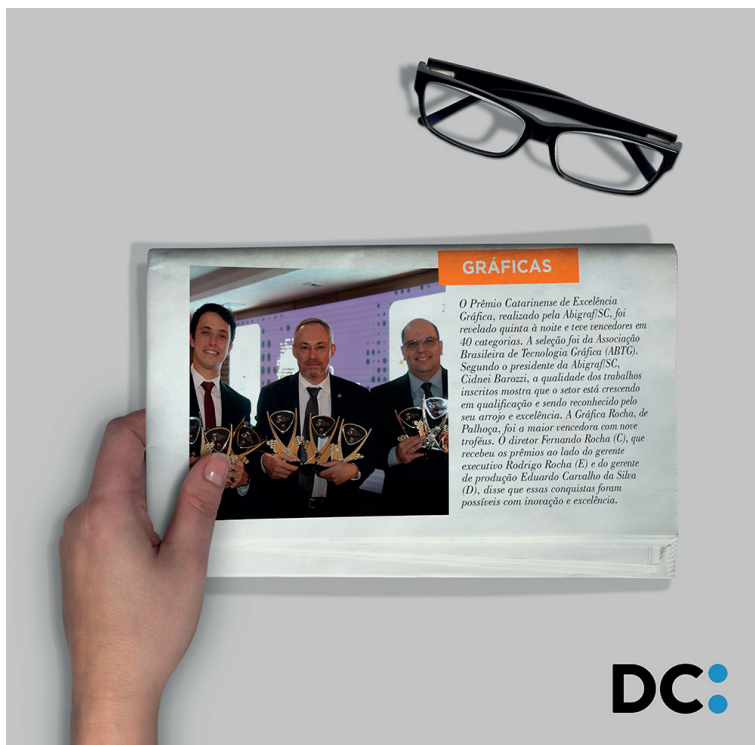 GRÁFICAS
O Prêmio Catarinense de Excelência
Gráfica, realizado pela Abigraf/SC, foi
revelado quinta à noite e teve vencedores em
40 categorias. A seleção foi da Associação
Brasileira de Tecnologia Gráfica (ABTG).
Segundo o presidente da Abigraf/SC,
Cidnei Barozzi, a qualidade dos trabalhos
inscritos mostra que o setor está crescendo
em qualificação e sendo reconhecido pelo
seu arrojo e excelência. A Gráfica Rocha, de
Palhoça, foi a maior vencedora com nove
troféus. O diretor Fernando Rocha (C), que
recebeu os prêmios ao lado do gerente
executivo Rodrigo Rocha (E) e do gerente
de produção Eduardo Carvalho da Silva
(D), disse que essas conquistas foram
possíveis com inovação e excelência.
DC: